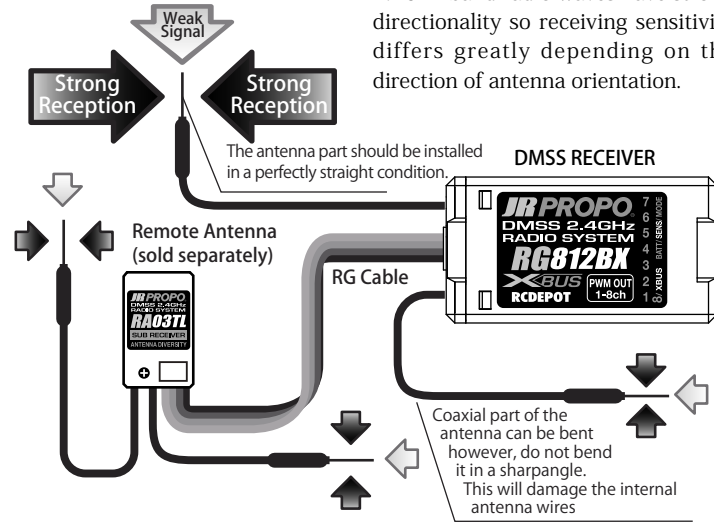 directionality so receiving
differs greatly depending on
direction of antenna orientation.
Weak
Signal
Strong
Reception
Strong
Reception
The antenna part should be installed
in a perfectly straight condition.
DMSS RECEIVER
JR PROPO
DMSS 2.4GHz
RADIO SYSTEM
RG812BX
XBUS
RCDEPOT
PWM OUT
1-8ch
7
6
5
4
3
2
1
8/XBUS BATT/SENS/MODE
Remote Antenna
(sold separately)
RG Cable
JR PROPO
DMSS 2.4GHz
RADIO SYSTEM
RA03TL
SUB RECEIVER
ANTENNA DIVERSITY
Coaxial part of the
antenna can be bent
however, do not bend
it in a sharpangle.
This will damage the internal
antenna wires